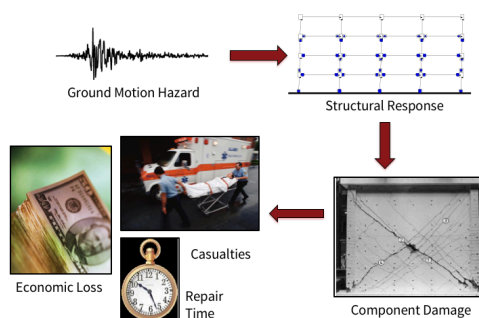 Ground Motion Hazard
Structural Response
Casualties
Economic Loss
Repair
Time
Component Damage